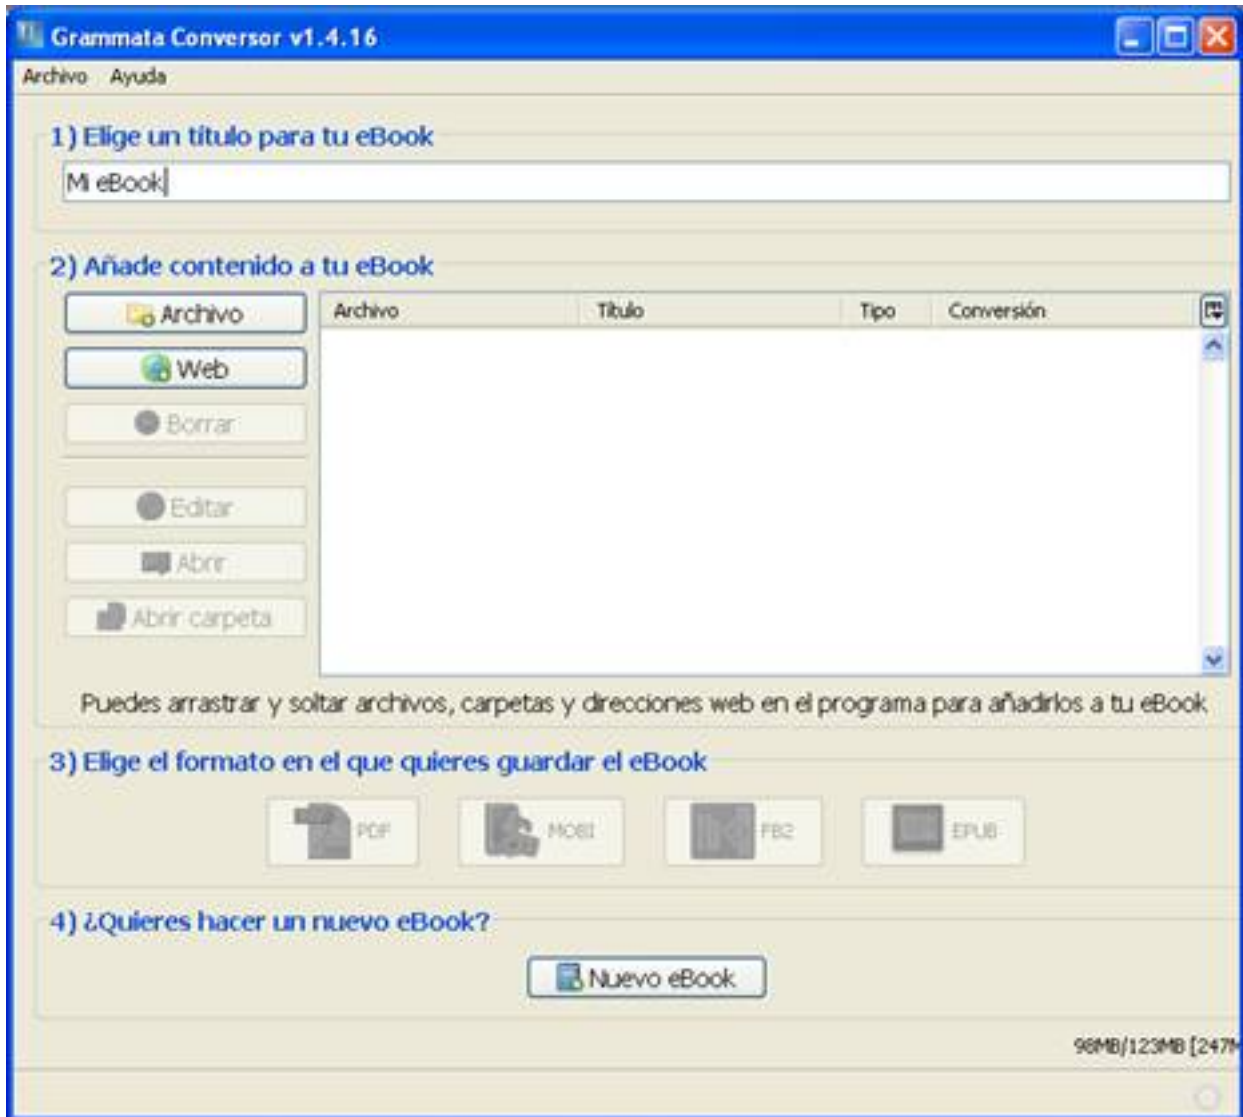 Grammata Conversor v1.4.16
Archivo Ayuda
1) Elige un título para tu eBook
Mi eBook
2) Añade contenido a tu eBook
Archivo
Web
Borrar
Editar
Abrir
Abrir carpeta
Archivo Título Tipo Conversión
Puedes arrastrar y soltar archivos, carpetas y direcciones web en el programa para añadirlos a tu eBook
3) Elige el formato en el que quieres guardar el eBook
PDF MOBI FB2 EPUB
4) ¿Quieres hacer un nuevo eBook?
Nuevo eBook
98MB/123MB [247M